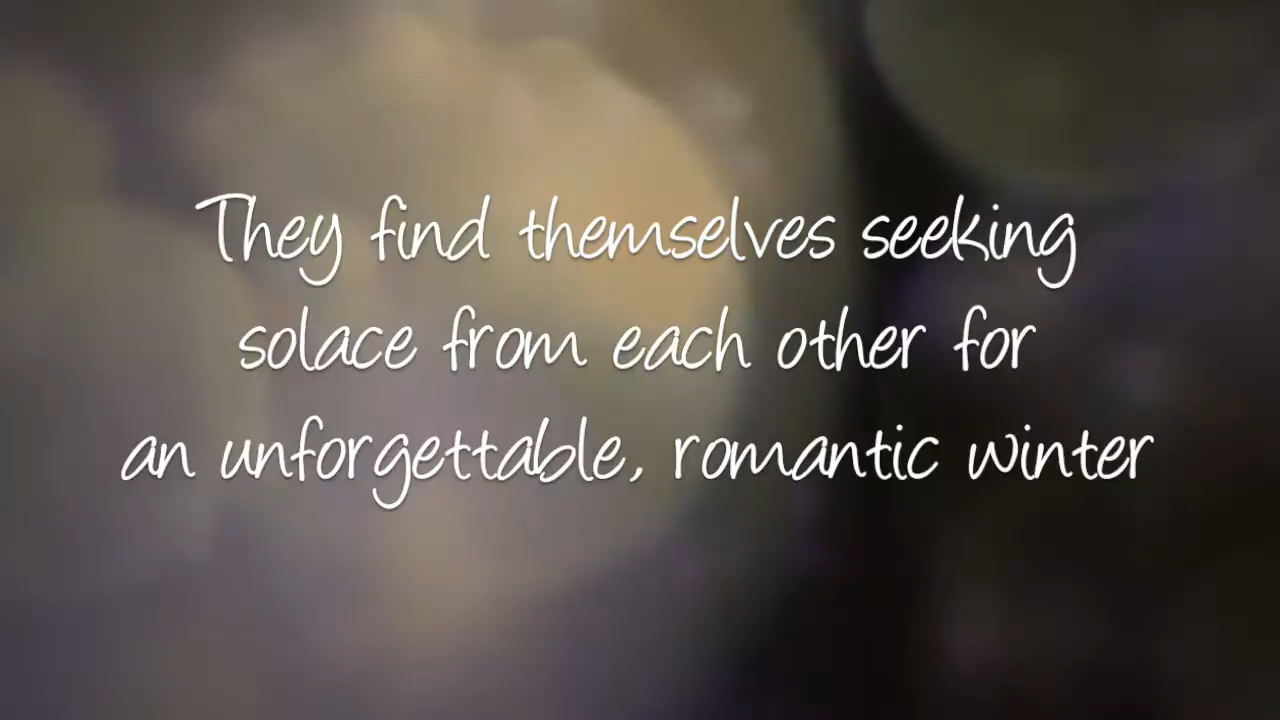 They find themselves seeking
solace from each other for
an unforgettable, romantic winter